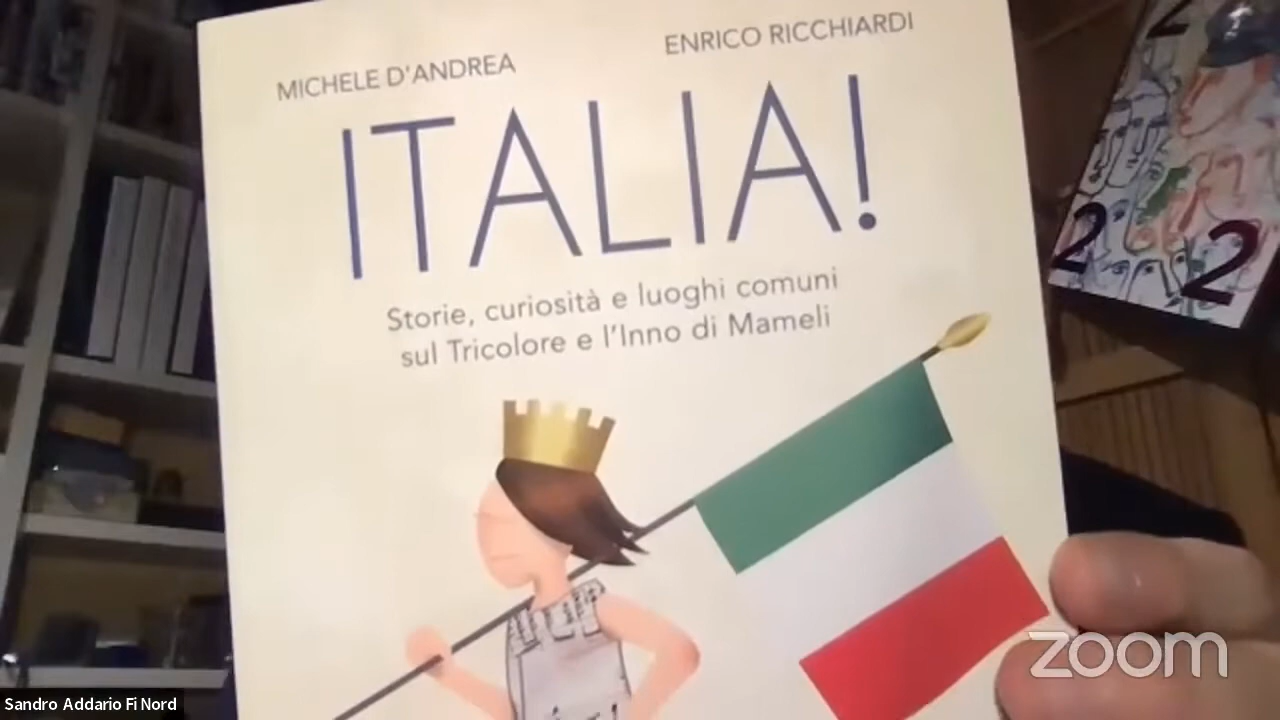 MICHELE D'ANDREA
ENRICO RICCHIARDI
ITALIA!
Storie, curiosità e luoghi comuni
sul Tricolore e l'Inno di Mameli
2
2
2
zoom
Sandro Addario Fi Nord